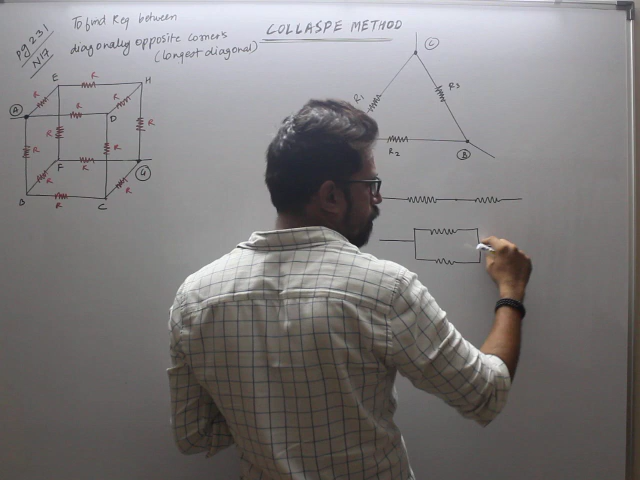 Pg 231
N17
To find Req between
diagonally opposite corners
(longest diagonal)
COLLASPE METHOD
E
R
H
A
R
R
R
D
R
R
R
R
F
R
G
R
R
B
R
C
C
R1
R3
R2
B